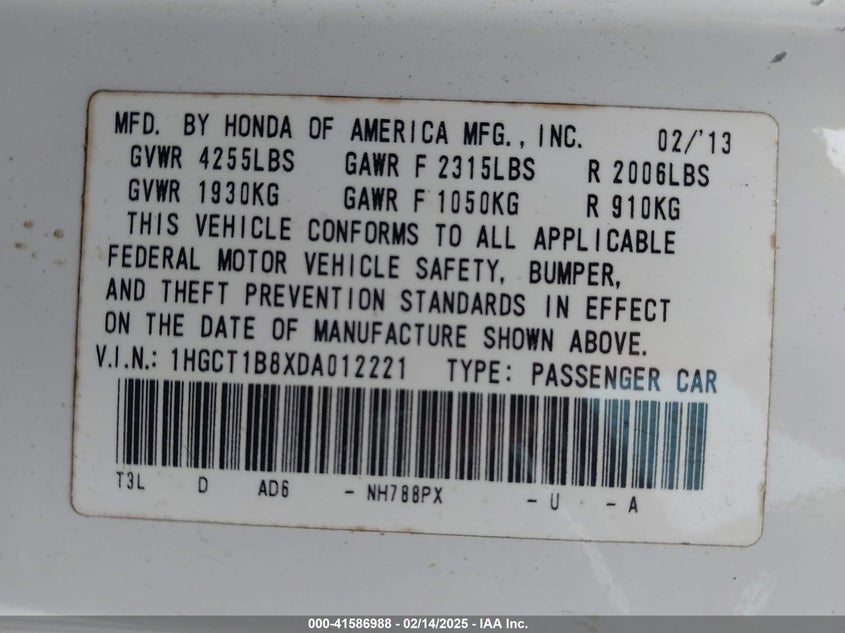 MFD. BY HONDA OF AMERICA MFG., INC. 02/'13
GVWR 4255LBS GAWR F 2315LBS R 2006LBS
GVWR 1930KG GAWR F 1050KG R 910KG
THIS VEHICLE CONFORMS TO ALL APPLICABLE
FEDERAL MOTOR VEHICLE SAFETY, BUMPER,
AND THEFT PREVENTION STANDARDS IN EFFECT
ON THE DATE OF MANUFACTURE SHOWN ABOVE.
V.I.N.: 1HGCT1B8XDA012221 TYPE: PASSENGER CAR
T3L D AD6 - NH788PX - U - A
000-41586988 - 02/14/2025 - IAA Inc.